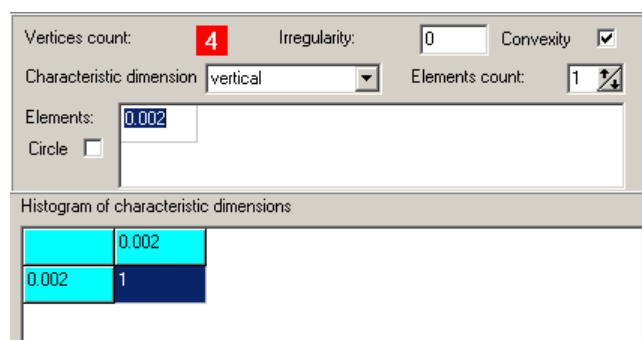 Vertices count: 4 Irregularity: 0 Convexity
Characteristic dimension vertical Elements count: 1
Elements: 0.002
Circle
Histogram of characteristic dimensions
0.002
0.002 1